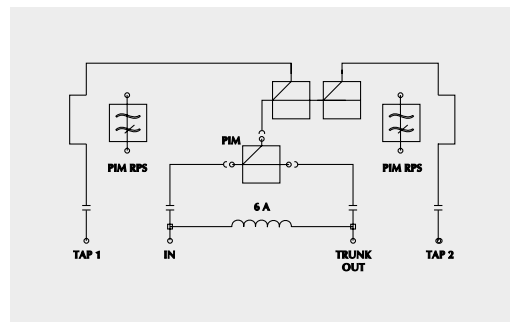 PIM
PIM RPS
PIM RPS
6 A
TAP 1
IN
TRUNK
OUT
TAP 2